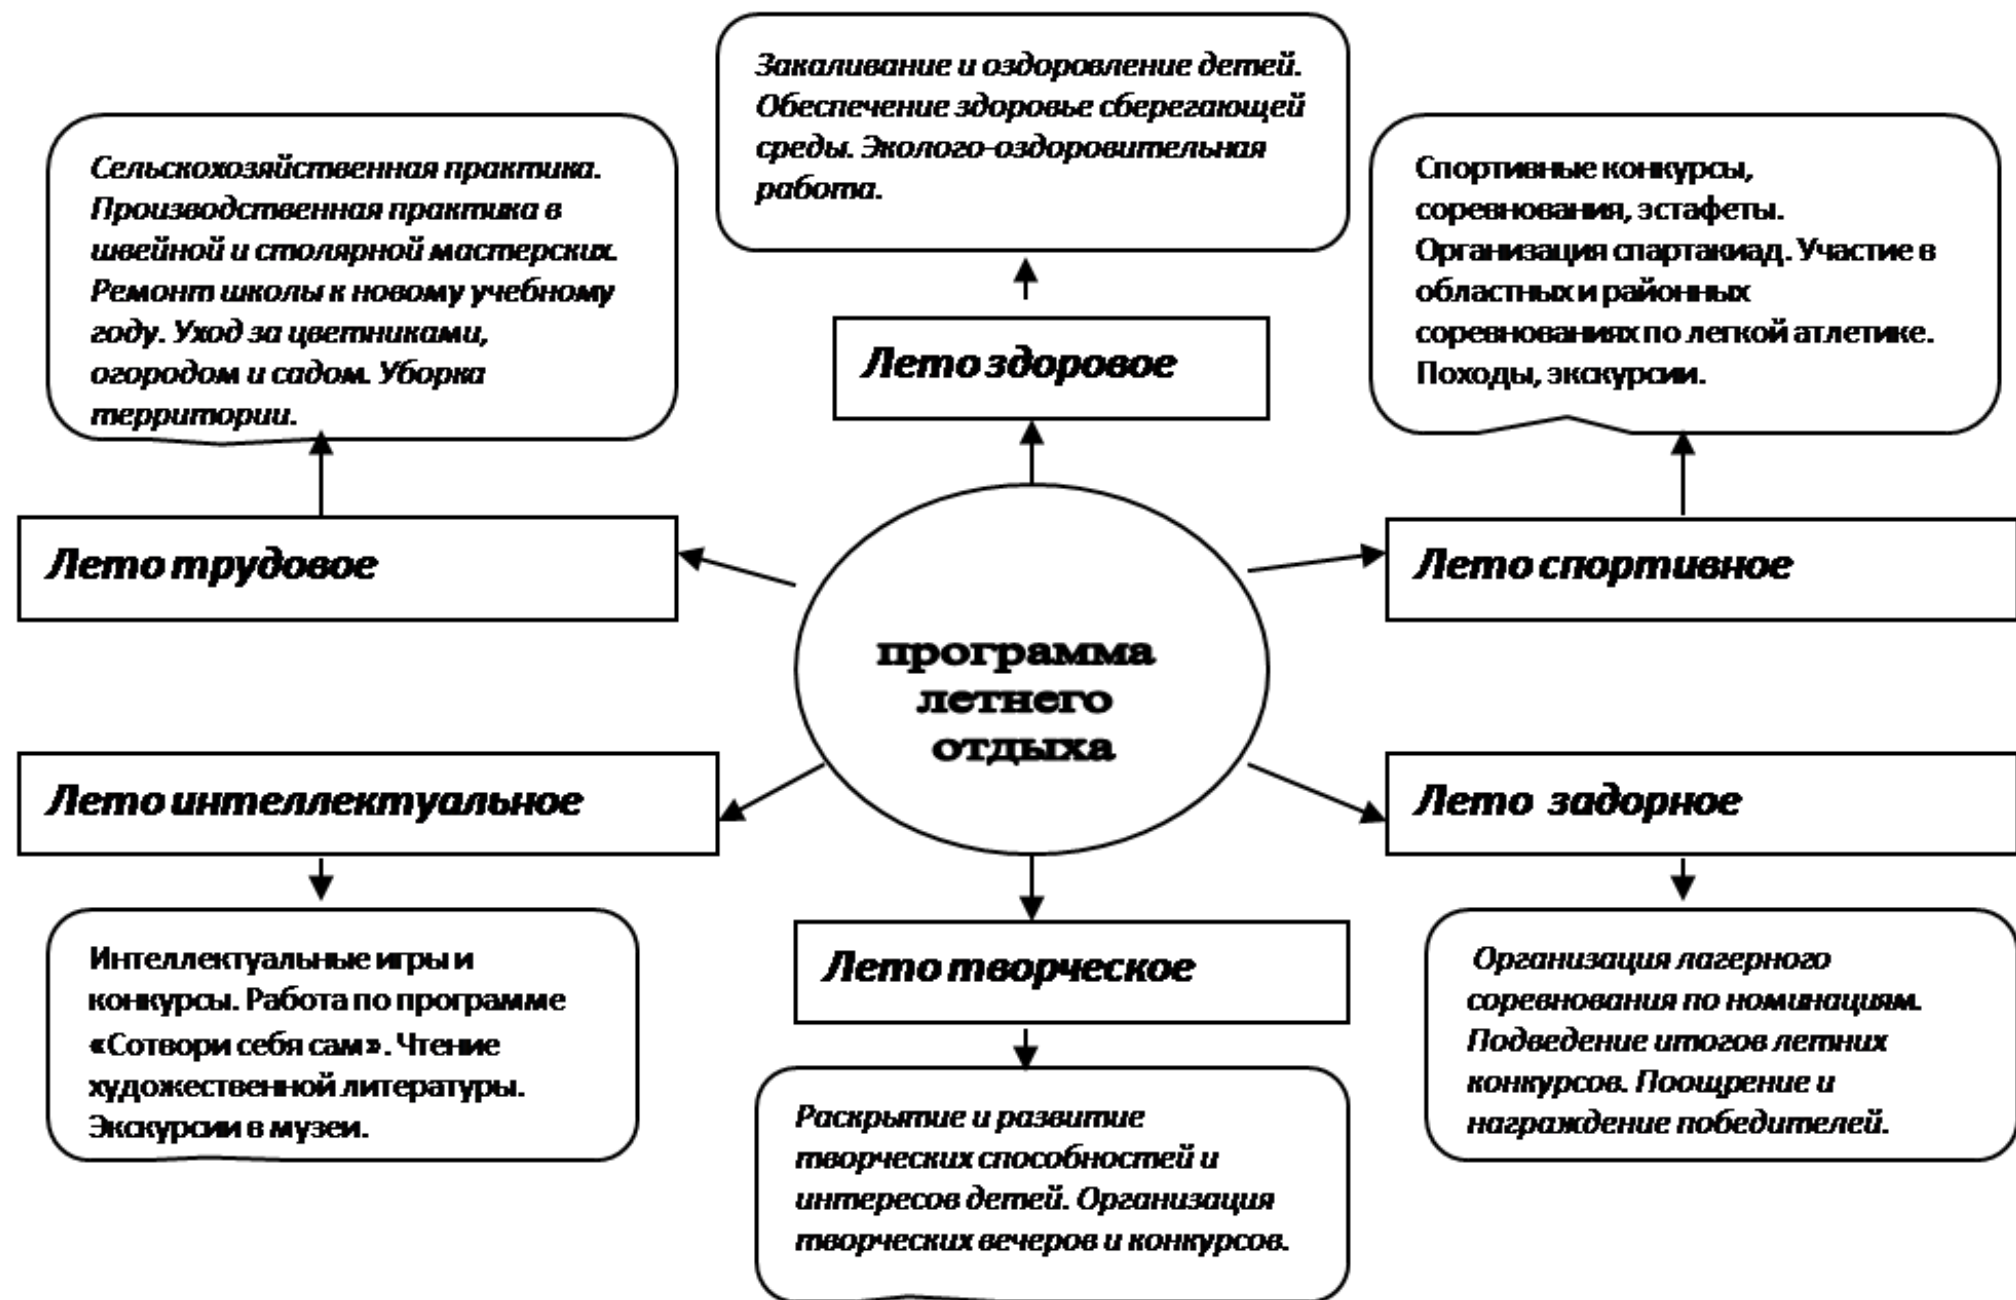 Закаливание и оздоровление детей.
Обеспечение здоровье сберегающей
среды. Эколого-оздоровительная
работа.
Сельскохозяйственная практика.
Производственная практика в
швейной и столярной мастерских.
Ремонт школы к новому учебному
году. Уход за цветниками,
огородом и садом. Уборка
территории.
Спортивные конкурсы,
соревнования, эстафеты.
Организация спартакиад. Участие в
областных и районных
соревнованиях по легкой атлетике.
Походы, экскурсии.
Лето здоровое
Лето трудовое
Лето спортивное
программа
летнего
отдыха
Лето интеллектуальное
Лето задорное
Интеллектуальные игры и
конкурсы. Работа по программе
«Сотвори себя сам». Чтение
художественной литературы.
Экскурсии в музеи.
Лето творческое
Организация лагерного
соревнования по номинациям.
Подведение итогов летних
конкурсов. Поощрение и
награждение победителей.
Раскрытие и развитие
творческих способностей и
интересов детей. Организация
творческих вечеров и конкурсов.